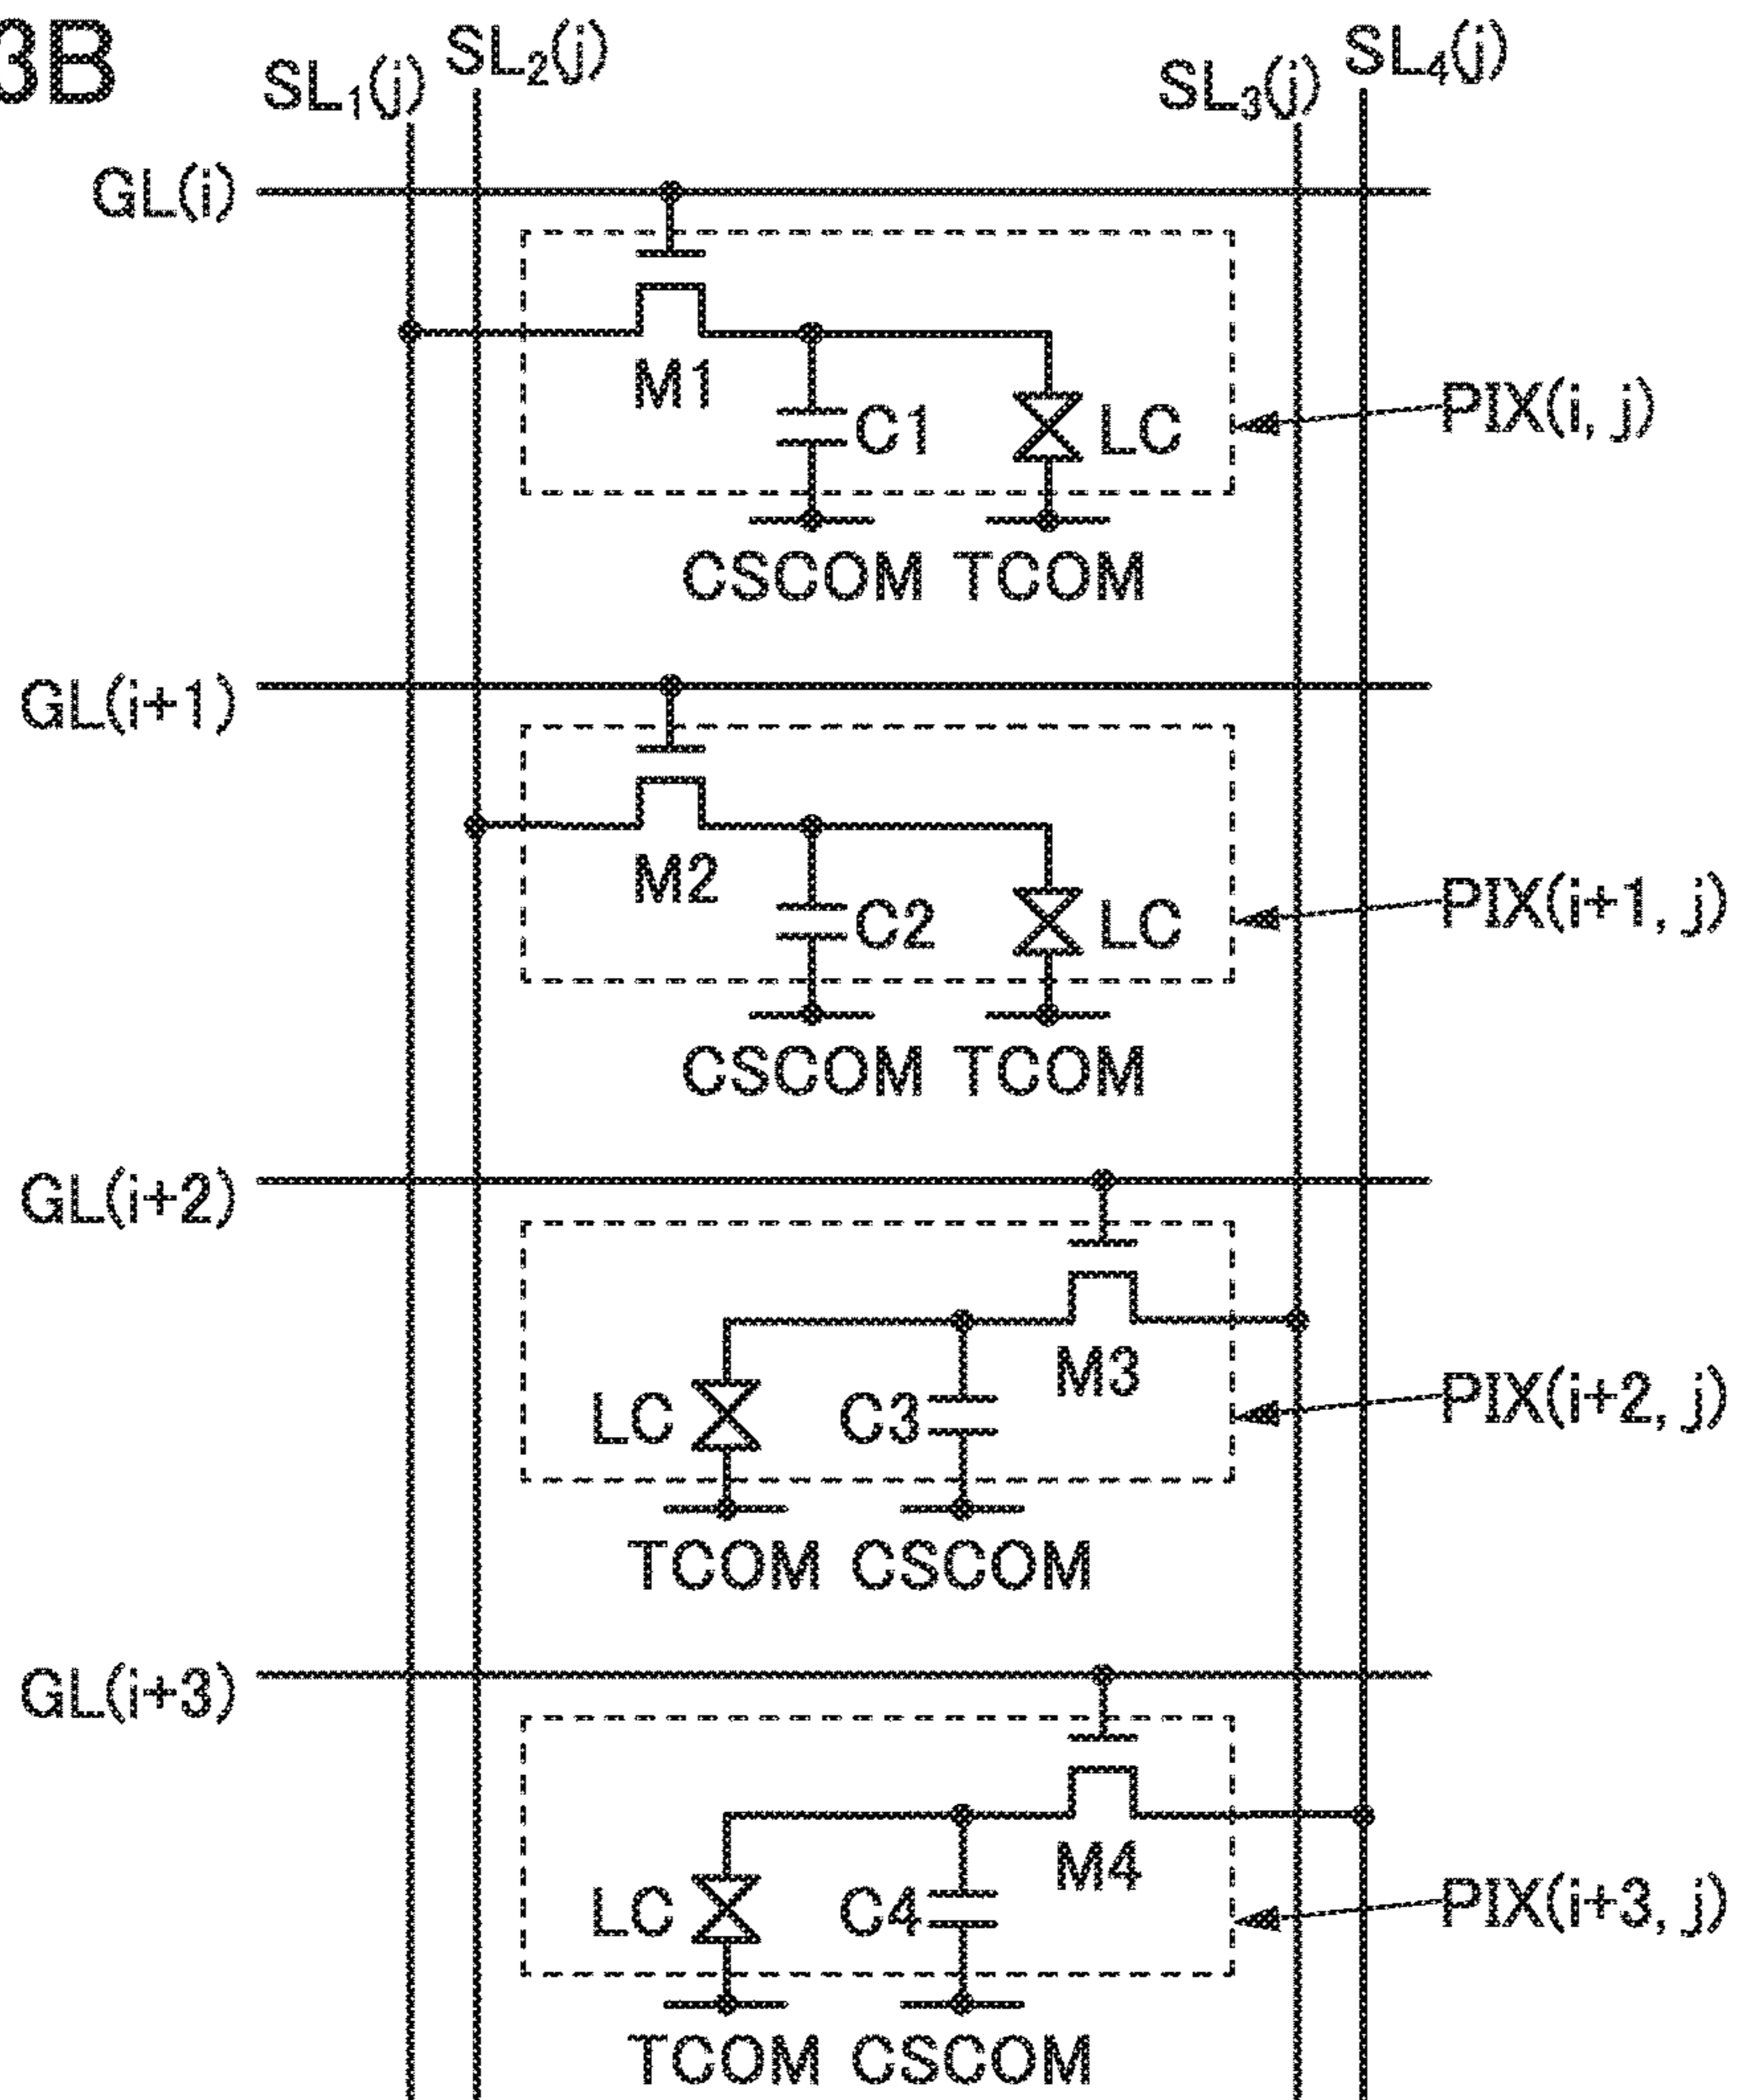 3B
SL₁(j) SL₂(j) SL₃(j) SL₄(j)
GL(i)
M1
C1 LC PIX(i, j)
CSCOM TCOM
GL(i+1)
M2
C2 LC PIX(i+1, j)
CSCOM TCOM
GL(i+2)
M3
LC C3 PIX(i+2, j)
TCOM CSCOM
GL(i+3)
M4
LC C4 PIX(i+3, j)
TCOM CSCOM